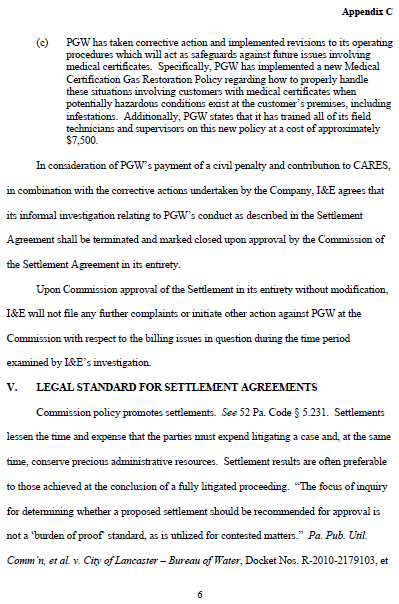 Appendix C
(c) PGW has taken corrective action and implemented revisions to its operating
procedures which will act as safeguards against future issues involving
medical certificates. Specifically, PGW has implemented a new Medical
Certification Gas Restoration Policy regarding how to properly handle
these situations involving customers with medical certificates when
potentially hazardous conditions exist at the customer's premises, including
infestations. Additionally, PGW states that it has trained all of its field
technicians and supervisors on this new policy at a cost of approximately
$7,500.
In consideration of PGW's payment of a civil penalty and contribution to CARES,
in combination with the corrective actions undertaken by the Company, I&E agrees that
its informal investigation relating to PGW's conduct as described in the Settlement
Agreement shall be terminated and marked closed upon approval by the Commission of
the Settlement Agreement in its entirety.
Upon Commission approval of the Settlement in its entirety without modification,
I&E will not file any further complaints or initiate other action against PGW at the
Commission with respect to the billing issues in question during the time period
examined by I&E's investigation.
V. LEGAL STANDARD FOR SETTLEMENT AGREEMENTS
Commission policy promotes settlements. See 52 Pa. Code § 5.231. Settlements
lessen the time and expense that the parties must expend litigating a case and, at the same
time, conserve precious administrative resources. Settlement results are often preferable
to those achieved at the conclusion of a fully litigated proceeding. "The focus of inquiry
for determining whether a proposed settlement should be recommended for approval is
not a 'burden of proof' standard, as is utilized for contested matters." Pa. Pub. Util.
Comm'n, et al. v. City of Lancaster – Bureau of Water, Docket Nos. R-2010-2179103, et
6